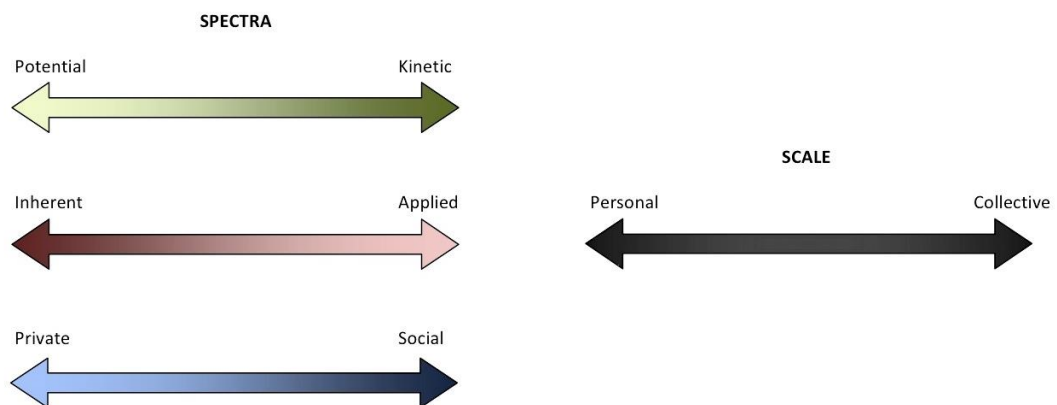 SPECTRA
Potential Kinetic
Inherent Applied
Private Social
SCALE
Personal Collective